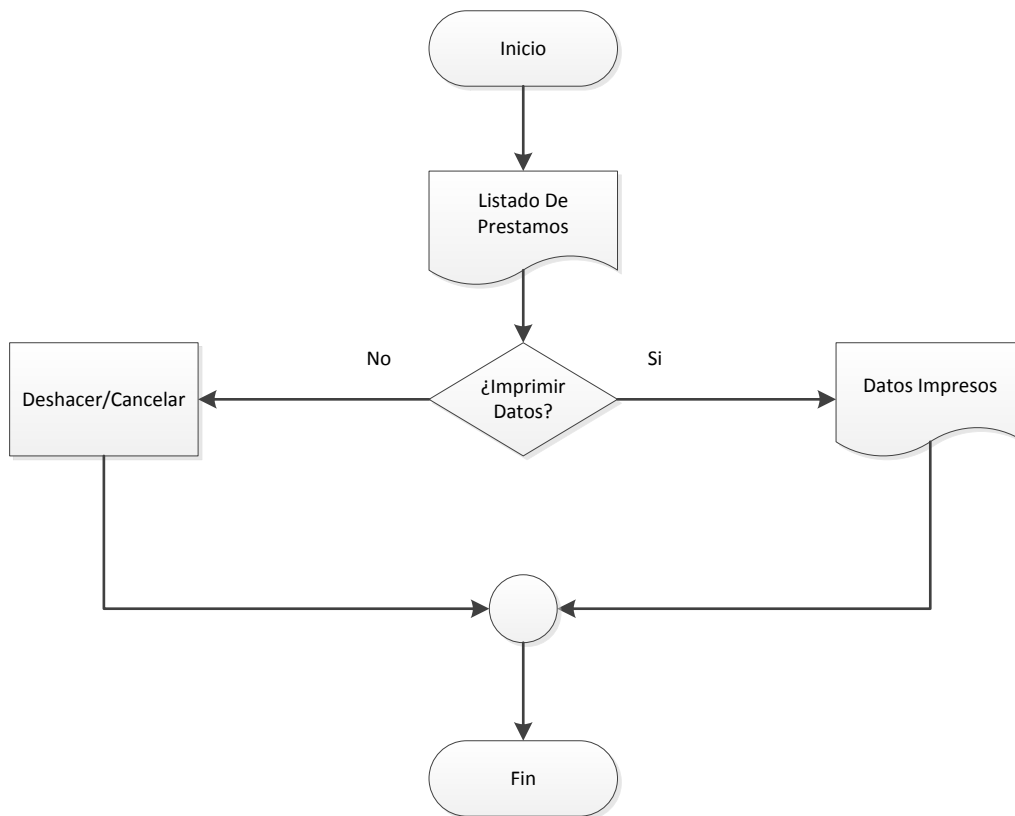 Inicio
Listado De
Prestamos
No
Si
Deshacer/Cancelar
¿Imprimir
Datos?
Datos Impresos
Fin